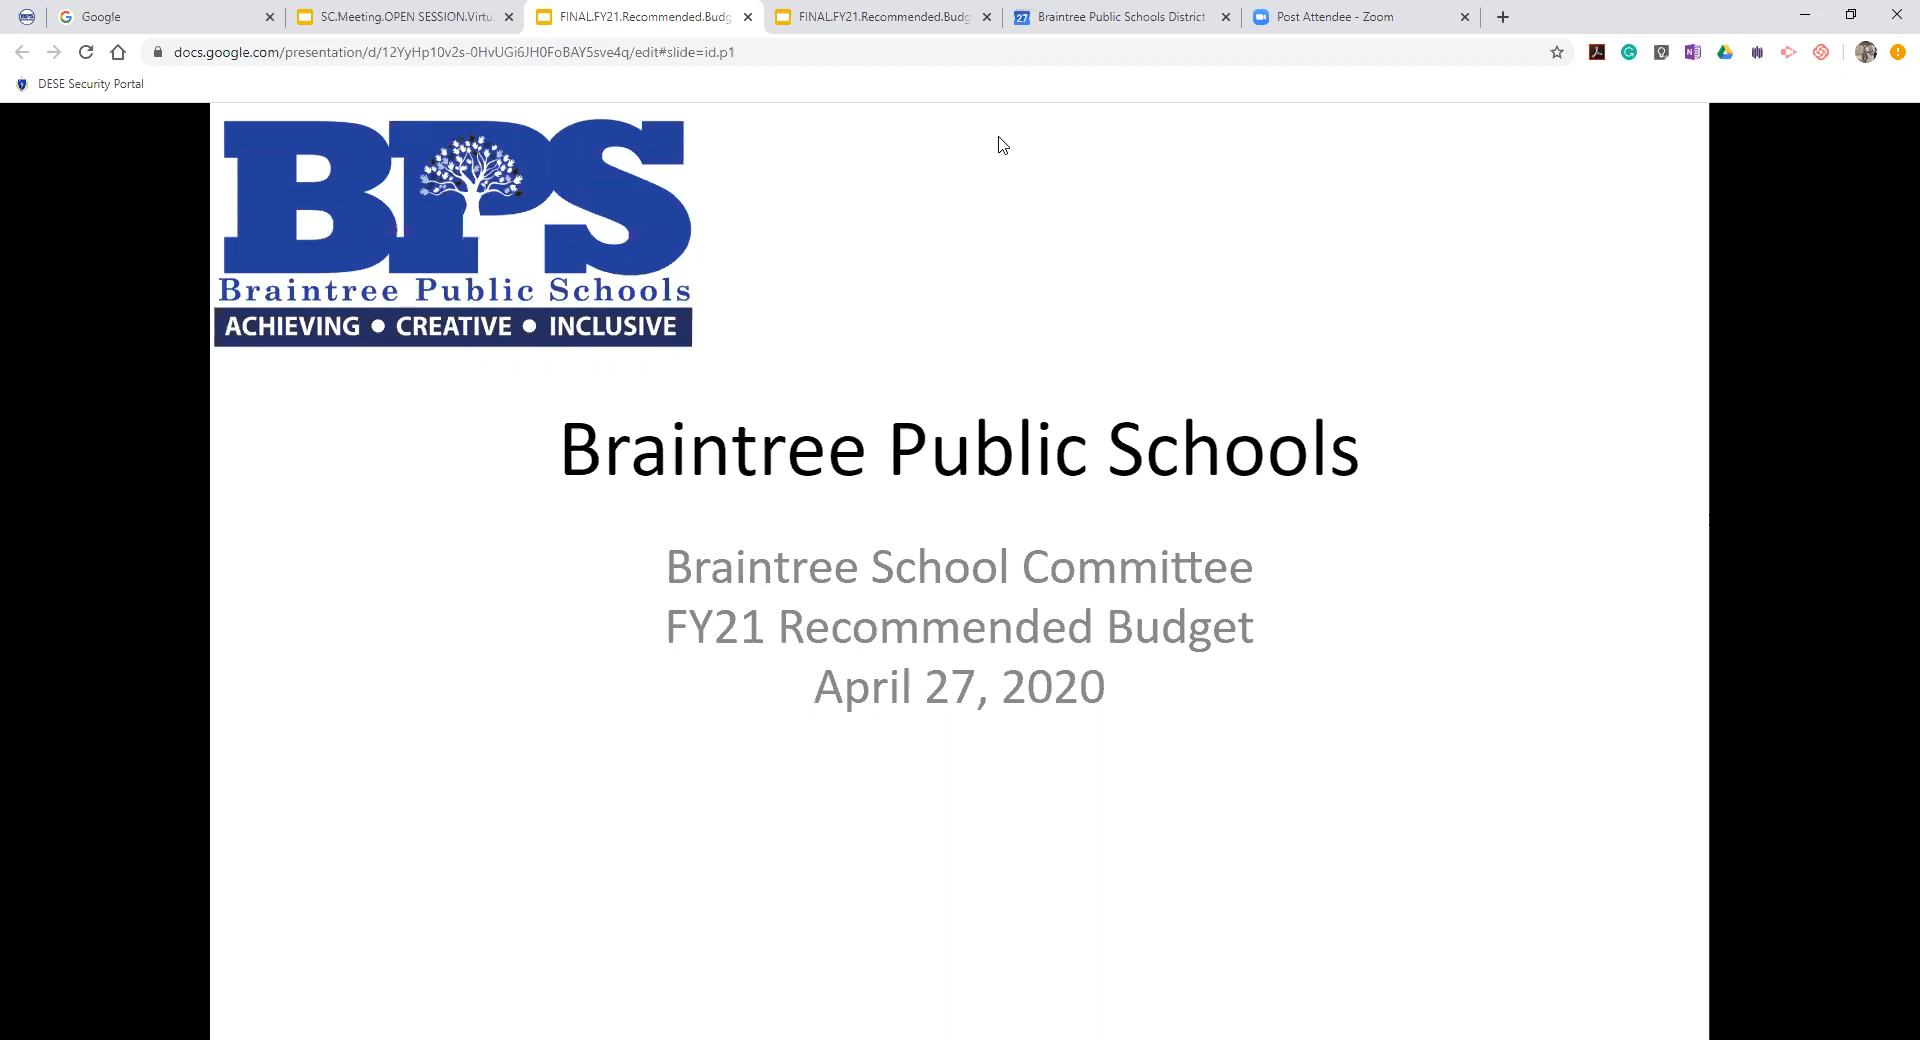 Google
SC.Meeting.OPEN SESSION.Virtu
FINAL.FY21.Recommended.Budg
FINAL.FY21.Recommended.Budg
27
Braintree Public Schools District
Post Attendee - Zoom
docs.google.com/presentation/d/12YyHp10v2s-0HvUGi6JH0FoBAY5sve4q/edit#slide=id.p1
DESE Security Portal
BPS
Braintree Public Schools
ACHIEVING • CREATIVE • INCLUSIVE
Braintree Public Schools
Braintree School Committee
FY21 Recommended Budget
April 27, 2020